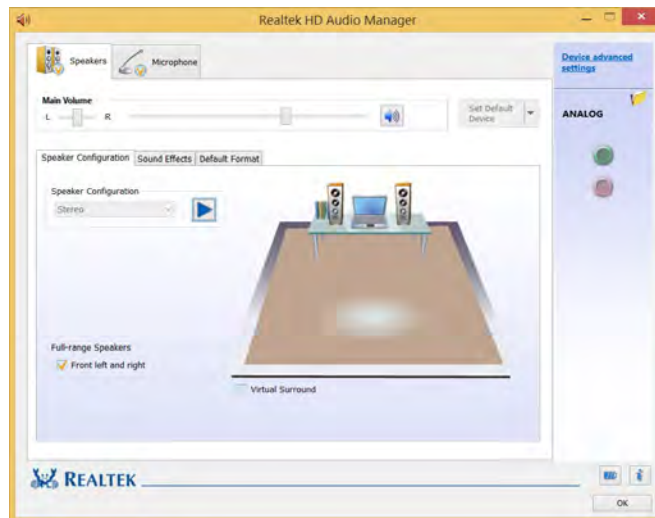 Realtek HD Audio Manager
Speakers
Microphone
Device advanced
settings
Main Volume
L
R
Set Default
Device
ANALOG
Speaker Configuration
Sound Effects
Default Format
Speaker Configuration
Stereo
Full-range Speakers
Front left and right
Virtual Surround
REALTEK
OK